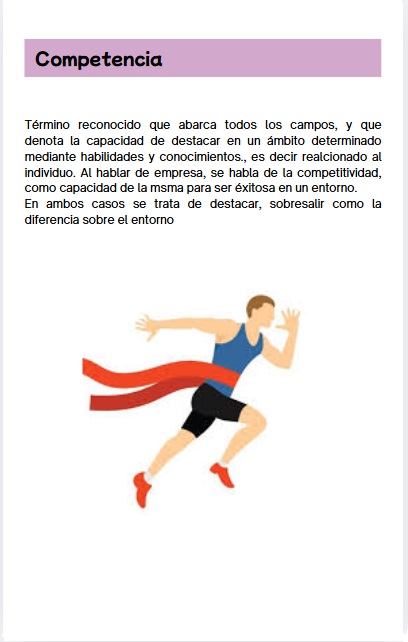 Competencia
Término reconocido que abarca todos los campos, y que
denota la capacidad de destacar en un ámbito determinado
mediante habilidades y conocimientos., es decir realcionado al
individuo. Al hablar de empresa, se habla de la competitividad,
como capacidad de la msma para ser éxitosa en un entorno.
En ambos casos se trata de destacar, sobresalir como la
diferencia sobre el entorno